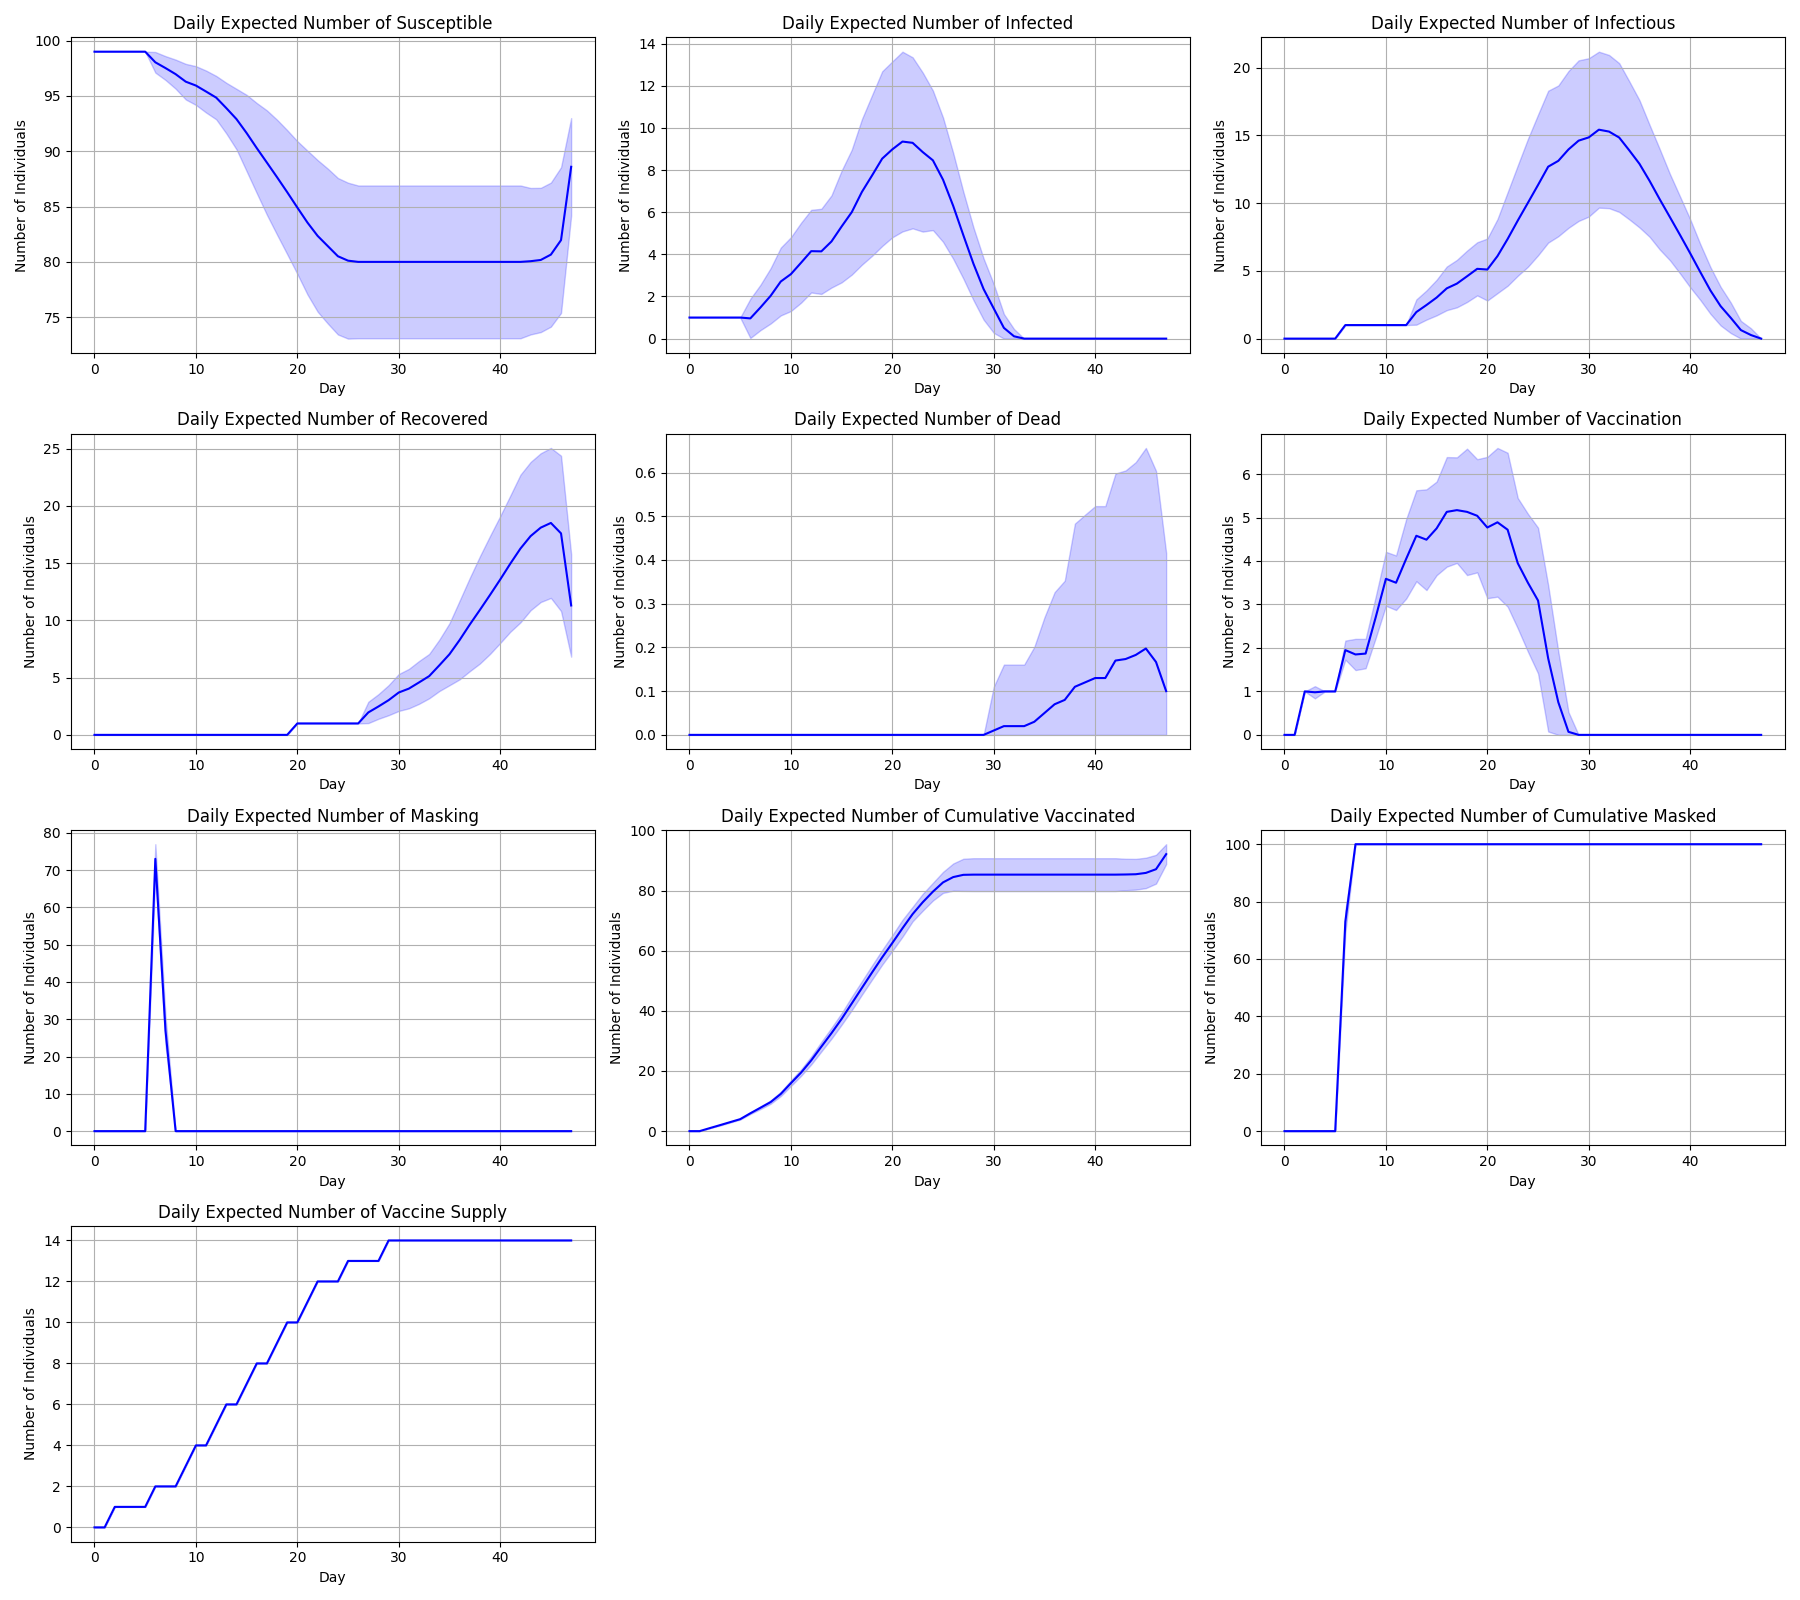 Daily Expected Number of Susceptible
Number of Individuals
100
95
90
85
80
75
0 10 20 30 40
Day
Daily Expected Number of Infected
Number of Individuals
14
12
10
8
6
4
2
0
0 10 20 30 40
Day
Daily Expected Number of Infectious
Number of Individuals
20
15
10
5
0
0 10 20 30 40
Day
Daily Expected Number of Recovered
Number of Individuals
25
20
15
10
5
0
0 10 20 30 40
Day
Daily Expected Number of Dead
Number of Individuals
0.6
0.5
0.4
0.3
0.2
0.1
0.0
0 10 20 30 40
Day
Daily Expected Number of Vaccination
Number of Individuals
6
5
4
3
2
1
0
0 10 20 30 40
Day
Daily Expected Number of Masking
Number of Individuals
80
70
60
50
40
30
20
10
0
0 10 20 30 40
Day
Daily Expected Number of Cumulative Vaccinated
Number of Individuals
100
80
60
40
20
0
0 10 20 30 40
Day
Daily Expected Number of Cumulative Masked
Number of Individuals
100
80
60
40
20
0
0 10 20 30 40
Day
Daily Expected Number of Vaccine Supply
Number of Individuals
14
12
10
8
6
4
2
0
0 10 20 30 40
Day